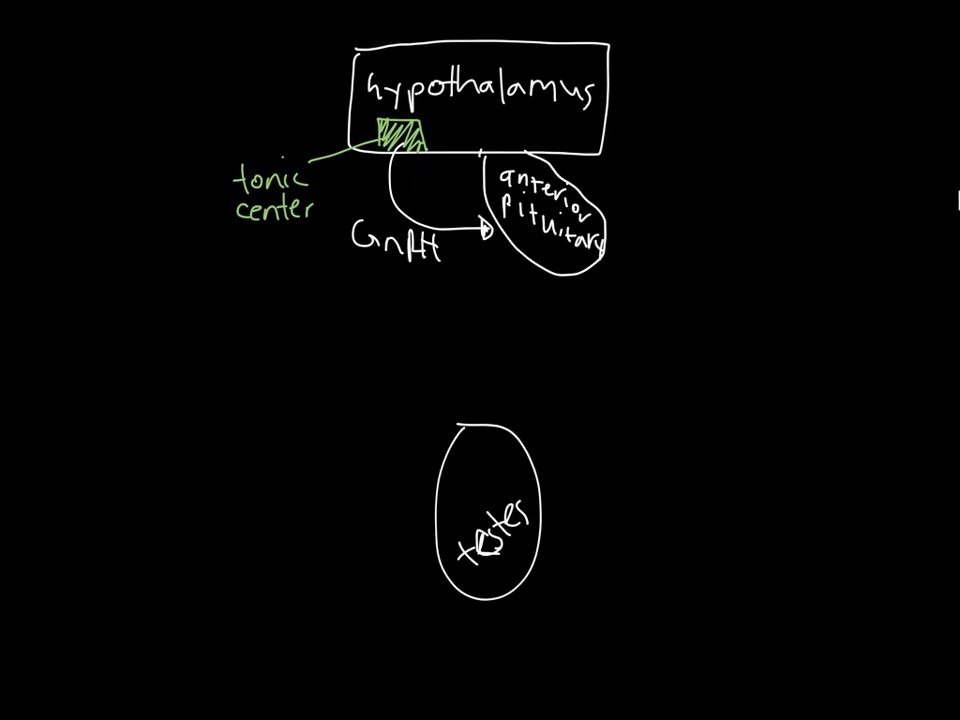 hypothalamus
tonic
center
anterior
pituitary
GnRH
testes